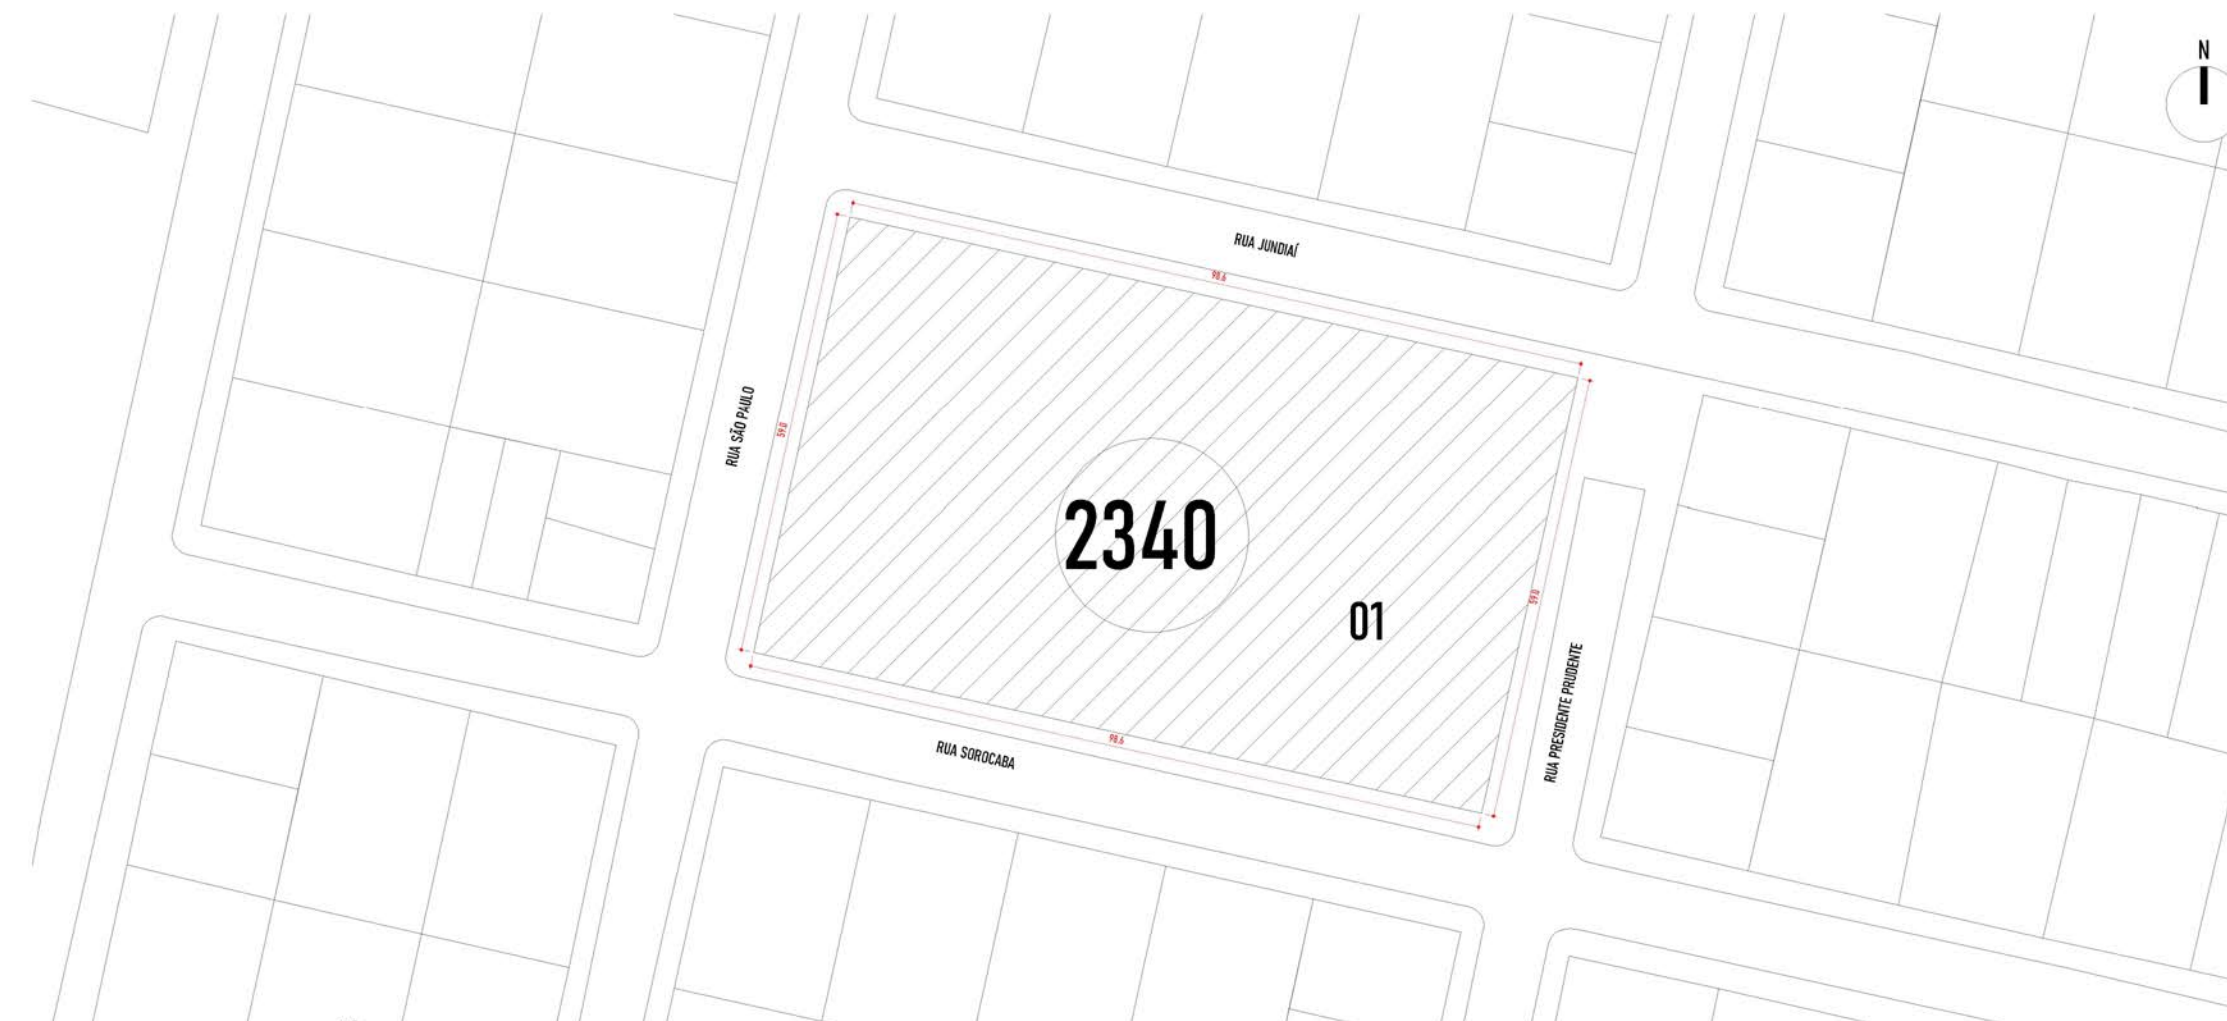 N
RUA JUNDIAÍ
98.6
RUA SÃO PAULO
59.0
2340
01
59.0
RUA PRESIDENTE PRUDENTE
98.6
RUA SOROCABA